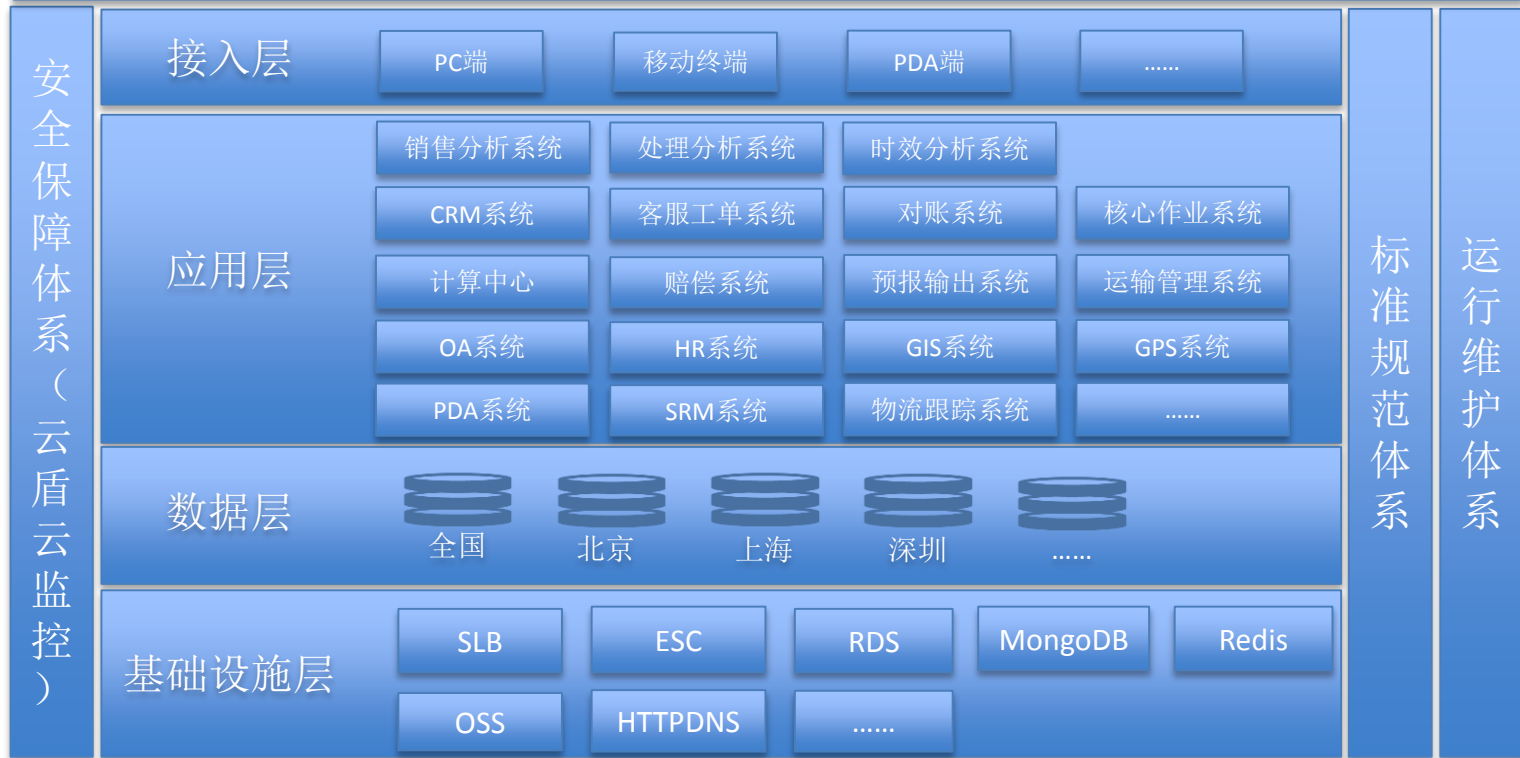 安全保障体系（云盾云监控）
接入层
PC端
移动终端
PDA端
......
应用层
销售分析系统
处理分析系统
时效分析系统
CRM系统
客服工单系统
对账系统
核心作业系统
计算中心
赔偿系统
预报输出系统
运输管理系统
OA系统
HR系统
GIS系统
GPS系统
PDA系统
SRM系统
物流跟踪系统
......
数据层
全国
北京
上海
深圳
......
基础设施层
SLB
ESC
RDS
MongoDB
Redis
OSS
HTTPDNS
......
标准规范体系
运行维护体系